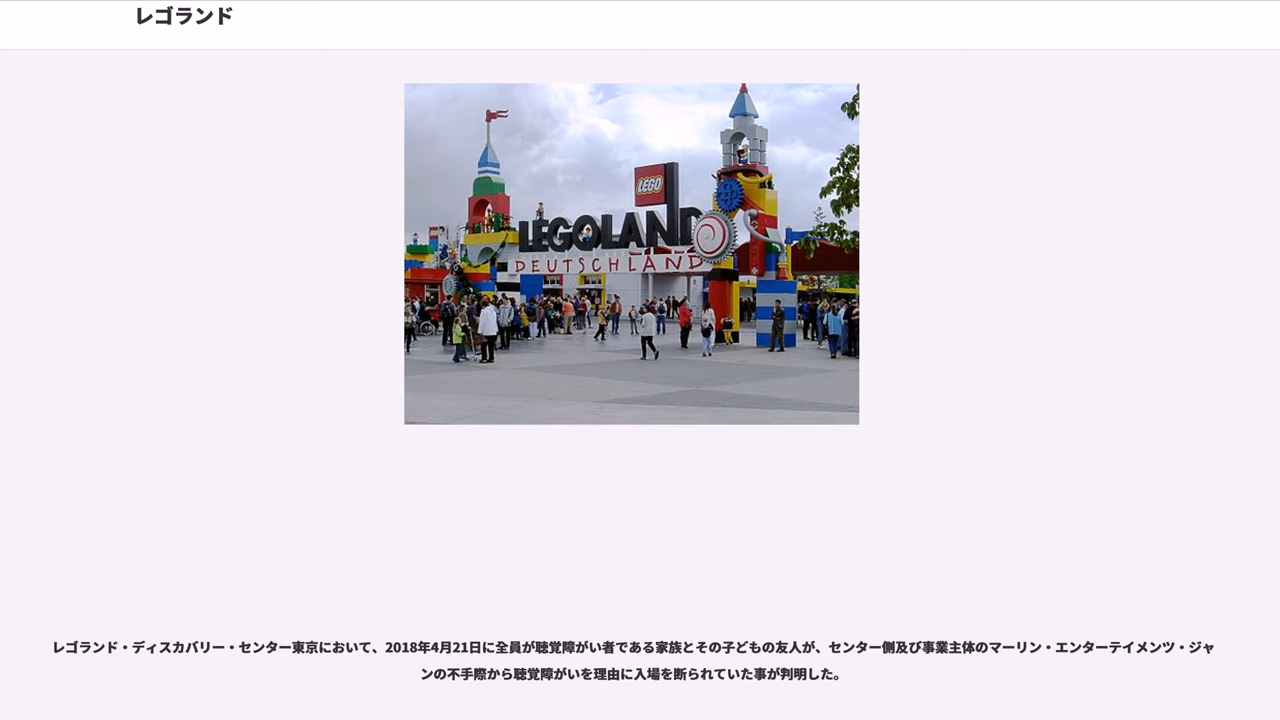 レゴランド
LEGO
LEGOLAND
DEUTSCHLAND
レゴランド・ディスカバリー・センター東京において、2018年4月21日に全員が聴覚障がい者である家族とその子どもの友人が、センター側及び事業主体のマーリン・エンターテイメンツ・ジャ
ンの不手際から聴覚障がいを理由に入場を断られていた事が判明した。